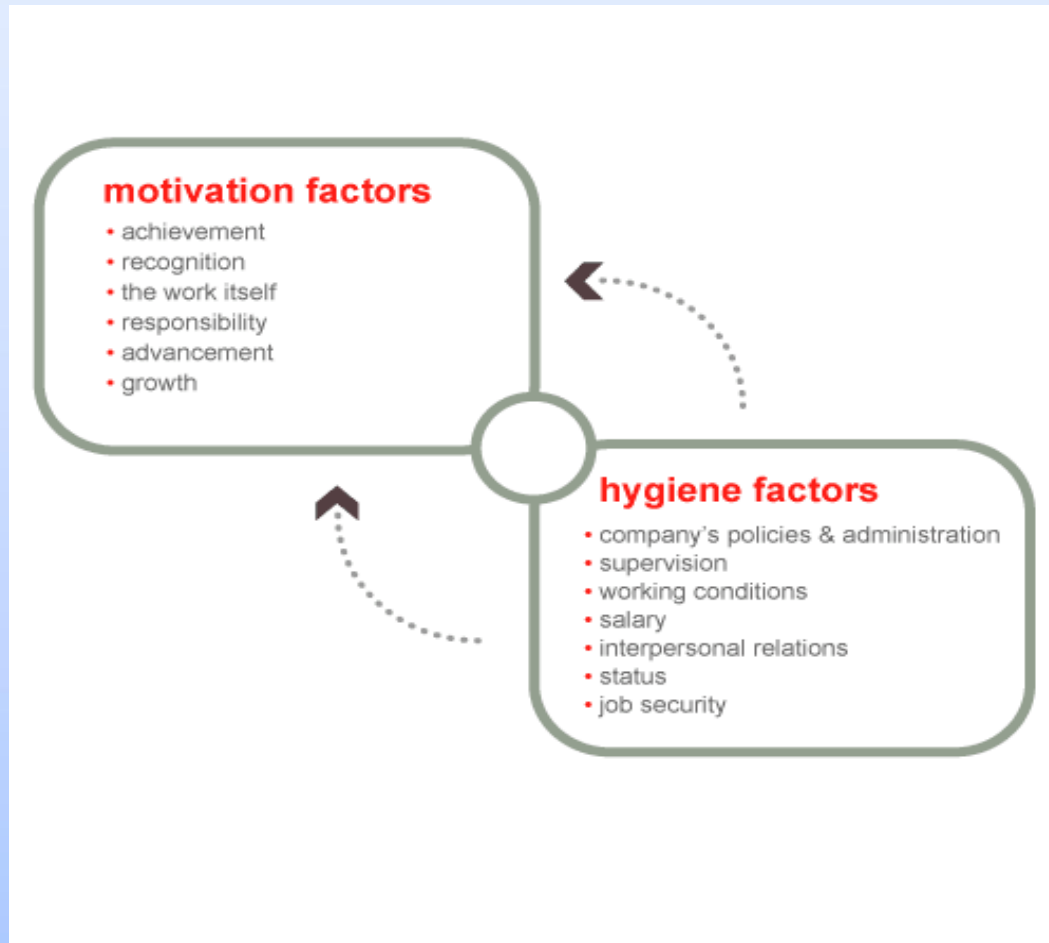 motivation factors
• achievement
• recognition
• the work itself
• responsibility
• advancement
• growth
hygiene factors
• company's policies & administration
• supervision
• working conditions
• salary
• interpersonal relations
• status
• job security